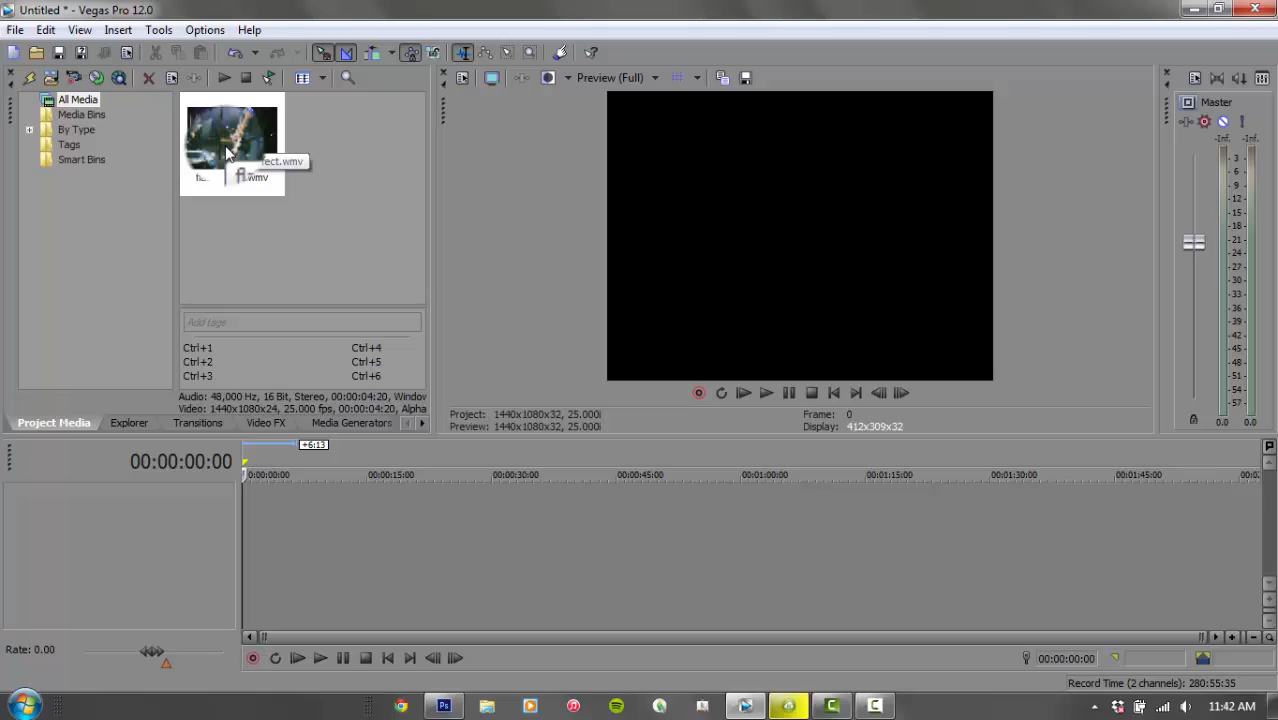 Untitled * - Vegas Pro 12.0
File Edit View Insert Tools Options Help
Preview (Full)
All Media
Media Bins
By Type
Tags
Smart Bins
fect.wmv
.wmv
Add tags
Ctrl+1 Ctrl+4
Ctrl+2 Ctrl+5
Ctrl+3 Ctrl+6
Audio: 48,000 Hz, 16 Bit, Stereo, 00:00:04:20, Window
Video: 1440x1080x24, 25.000 fps, 00:00:04:20, Alpha
Project Media Explorer Transitions Video FX Media Generators
Project: 1440x1080x32, 25.000i
Preview: 1440x1080x32, 25.000i
Frame: 0
Display: 412x309x32
Master
-Inf. -Inf.
3
6
9
12
15
18
21
24
27
30
33
36
39
42
45
48
51
54
57
0.0 0.0
+6:13
00:00:00:00
0:00:00:00 00:00:15:00 00:00:30:00 00:00:45:00 00:01:00:00 00:01:15:00 00:01:30:00 00:01:45:00 00:0
Rate: 0.00
00:00:00:00
Record Time (2 channels): 280:55:35
Ps
11:42 AM